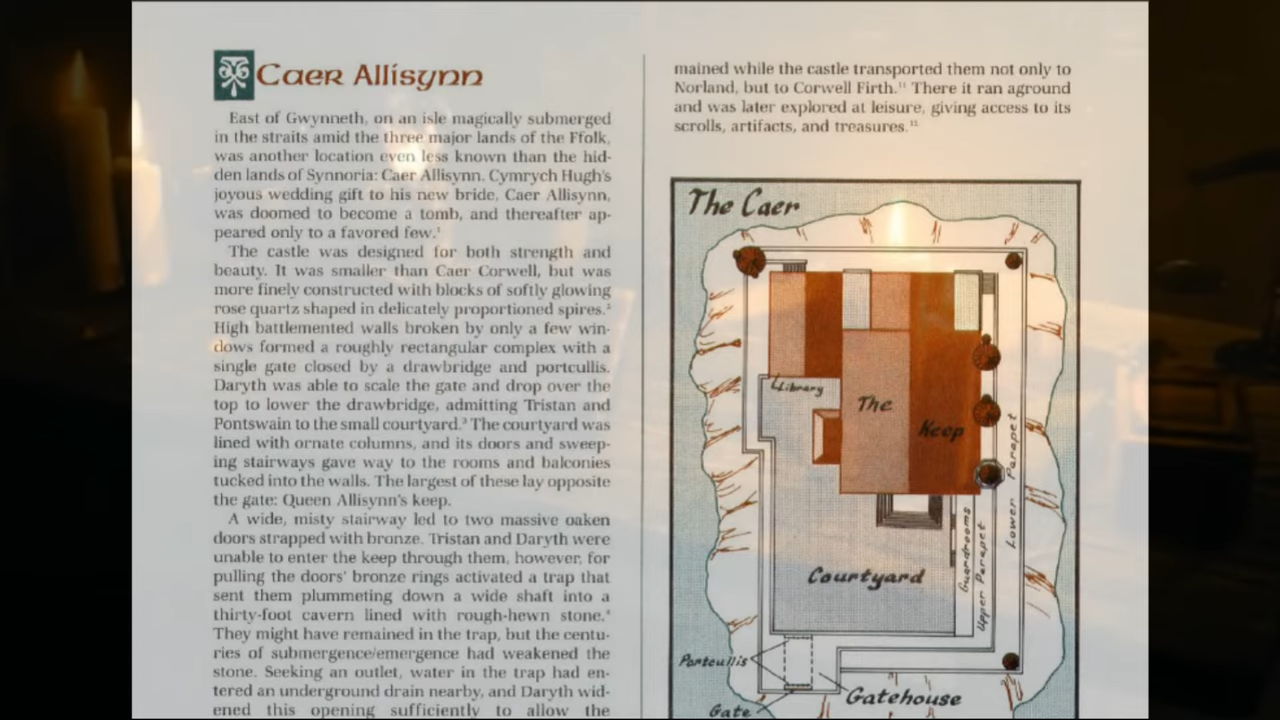 Caer Allisynn
East of Gwynneth, on an isle magically submerged
in the straits amid the three major lands of the Ffolk,
was another location even less known than the hid-
den lands of Synnoria: Caer Allisynn. Cymrych Hugh's
joyous wedding gift to his new bride, Caer Allisynn,
was doomed to become a tomb, and thereafter ap-
peared only to a favored few.¹
The castle was designed for both strength and
beauty. It was smaller than Caer Corwell, but was
more finely constructed with blocks of softly glowing
rose quartz shaped in delicately proportioned spires.²
High battlemented walls broken by only a few win-
dows formed a roughly rectangular complex with a
single gate closed by a drawbridge and portcullis.
Daryth was able to scale the gate and drop over the
top to lower the drawbridge, admitting Tristan and
Pontswain to the small courtyard.³ The courtyard was
lined with ornate columns, and its doors and sweep-
ing stairways gave way to the rooms and balconies
tucked into the walls. The largest of these lay opposite
the gate: Queen Allisynn's keep.
A wide, misty stairway led to two massive oaken
doors strapped with bronze. Tristan and Daryth were
unable to enter the keep through them, however, for
pulling the doors' bronze rings activated a trap that
sent them plummeting down a wide shaft into a
thirty-foot cavern lined with rough-hewn stone.⁴
They might have remained in the trap, but the centu-
ries of submergence/emergence had weakened the
stone. Seeking an outlet, water in the trap had en-
tered an underground drain nearby, and Daryth wid-
ened this opening sufficiently to allow the
mained while the castle transported them not only to
Norland, but to Corwell Firth.¹¹ There it ran aground
and was later explored at leisure, giving access to its
scrolls, artifacts, and treasures.¹²
The Caer
Library
The
Keep
Lower Parapet
Guardrooms
Upper Parapet
Courtyard
Portcullis
Gatehouse
Gate